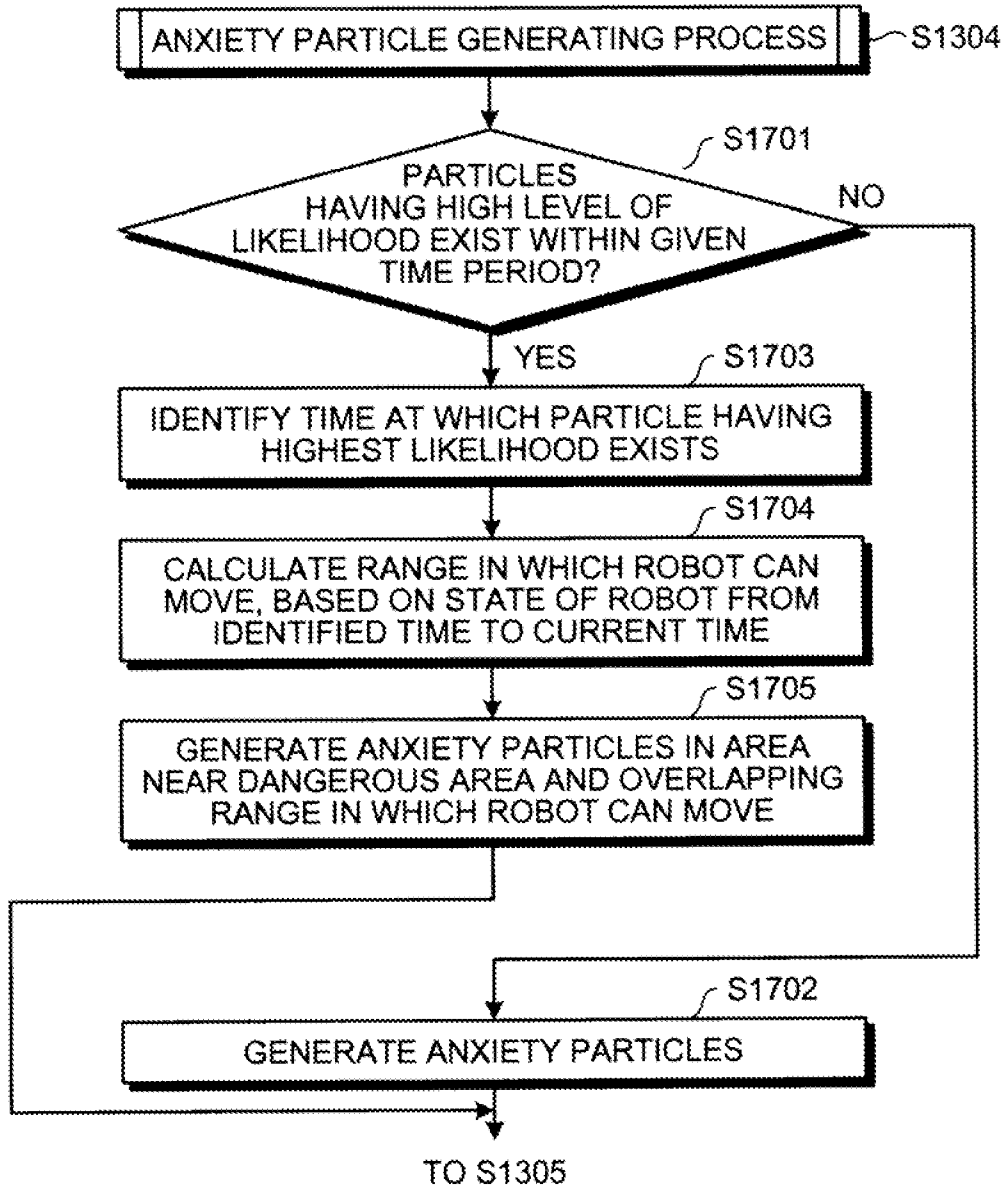 ANXIETY PARTICLE GENERATING PROCESS
S1304
S1701
PARTICLES
HAVING HIGH LEVEL OF
LIKELIHOOD EXIST WITHIN GIVEN
TIME PERIOD?
NO
YES
S1703
IDENTIFY TIME AT WHICH PARTICLE HAVING
HIGHEST LIKELIHOOD EXISTS
S1704
CALCULATE RANGE IN WHICH ROBOT CAN
MOVE, BASED ON STATE OF ROBOT FROM
IDENTIFIED TIME TO CURRENT TIME
S1705
GENERATE ANXIETY PARTICLES IN AREA
NEAR DANGEROUS AREA AND OVERLAPPING
RANGE IN WHICH ROBOT CAN MOVE
S1702
GENERATE ANXIETY PARTICLES
TO S1305